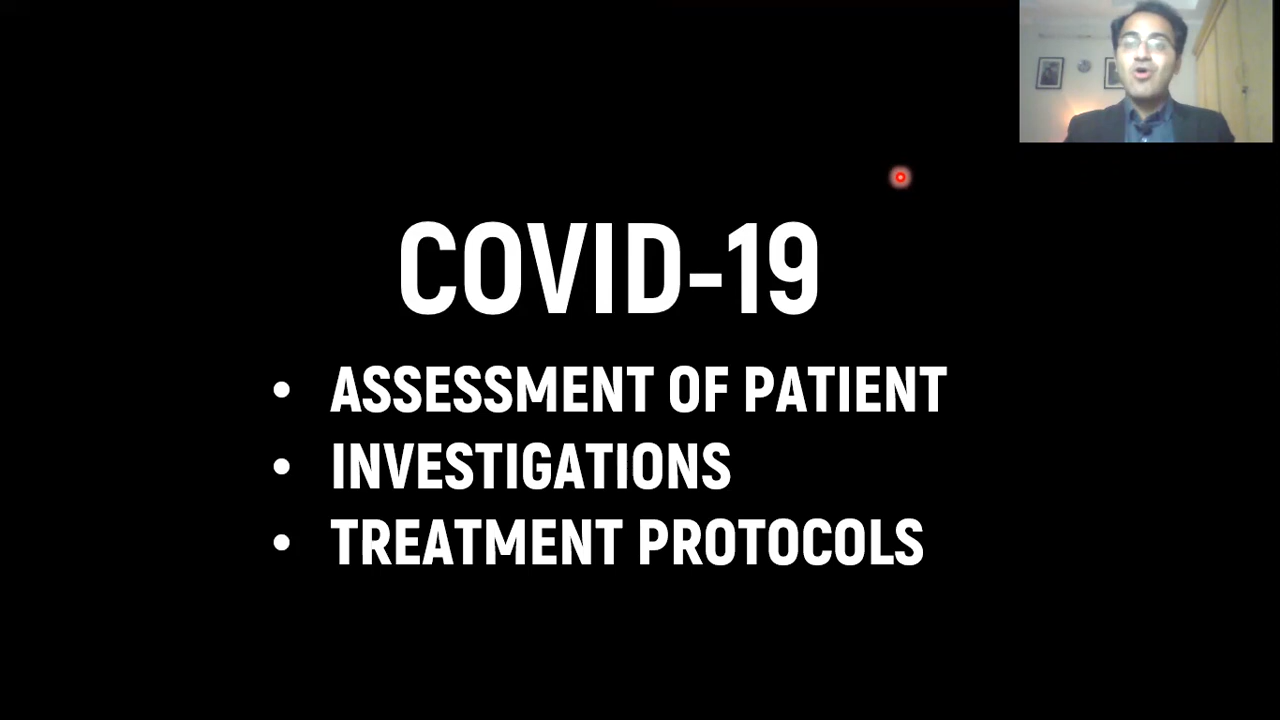 COVID-19
• ASSESSMENT OF PATIENT
• INVESTIGATIONS
• TREATMENT PROTOCOLS